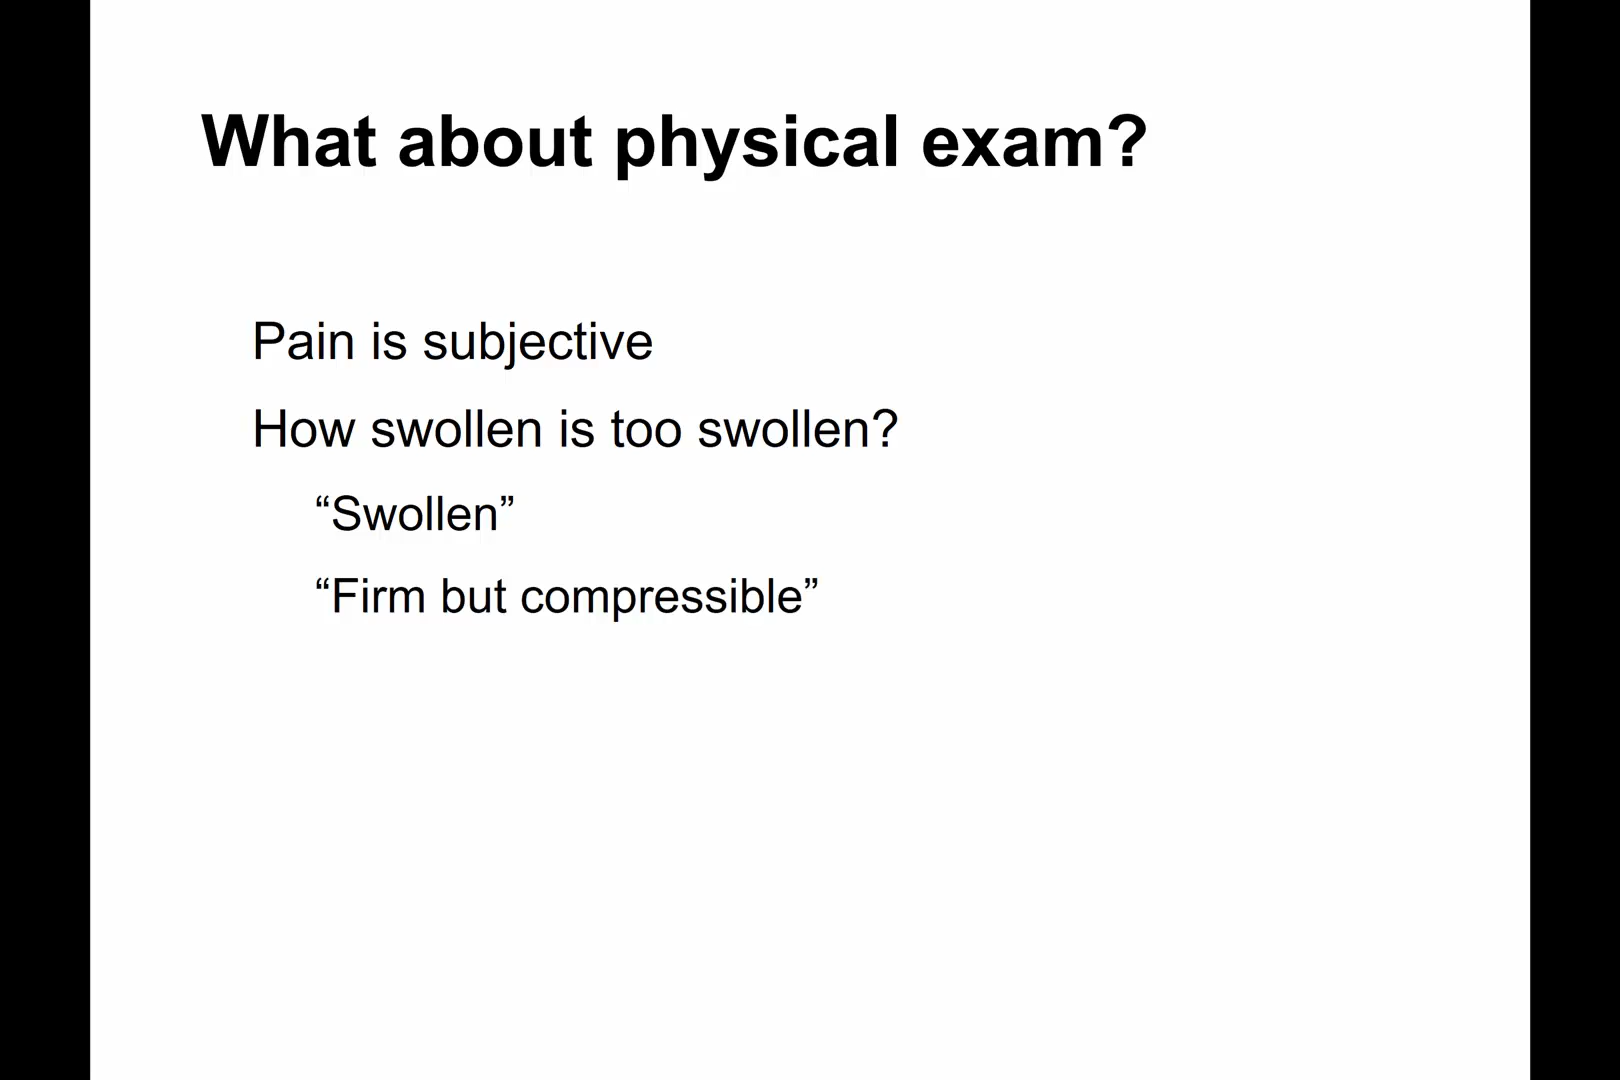 What about physical exam?
Pain is subjective
How swollen is too swollen?
“Swollen”
“Firm but compressible”